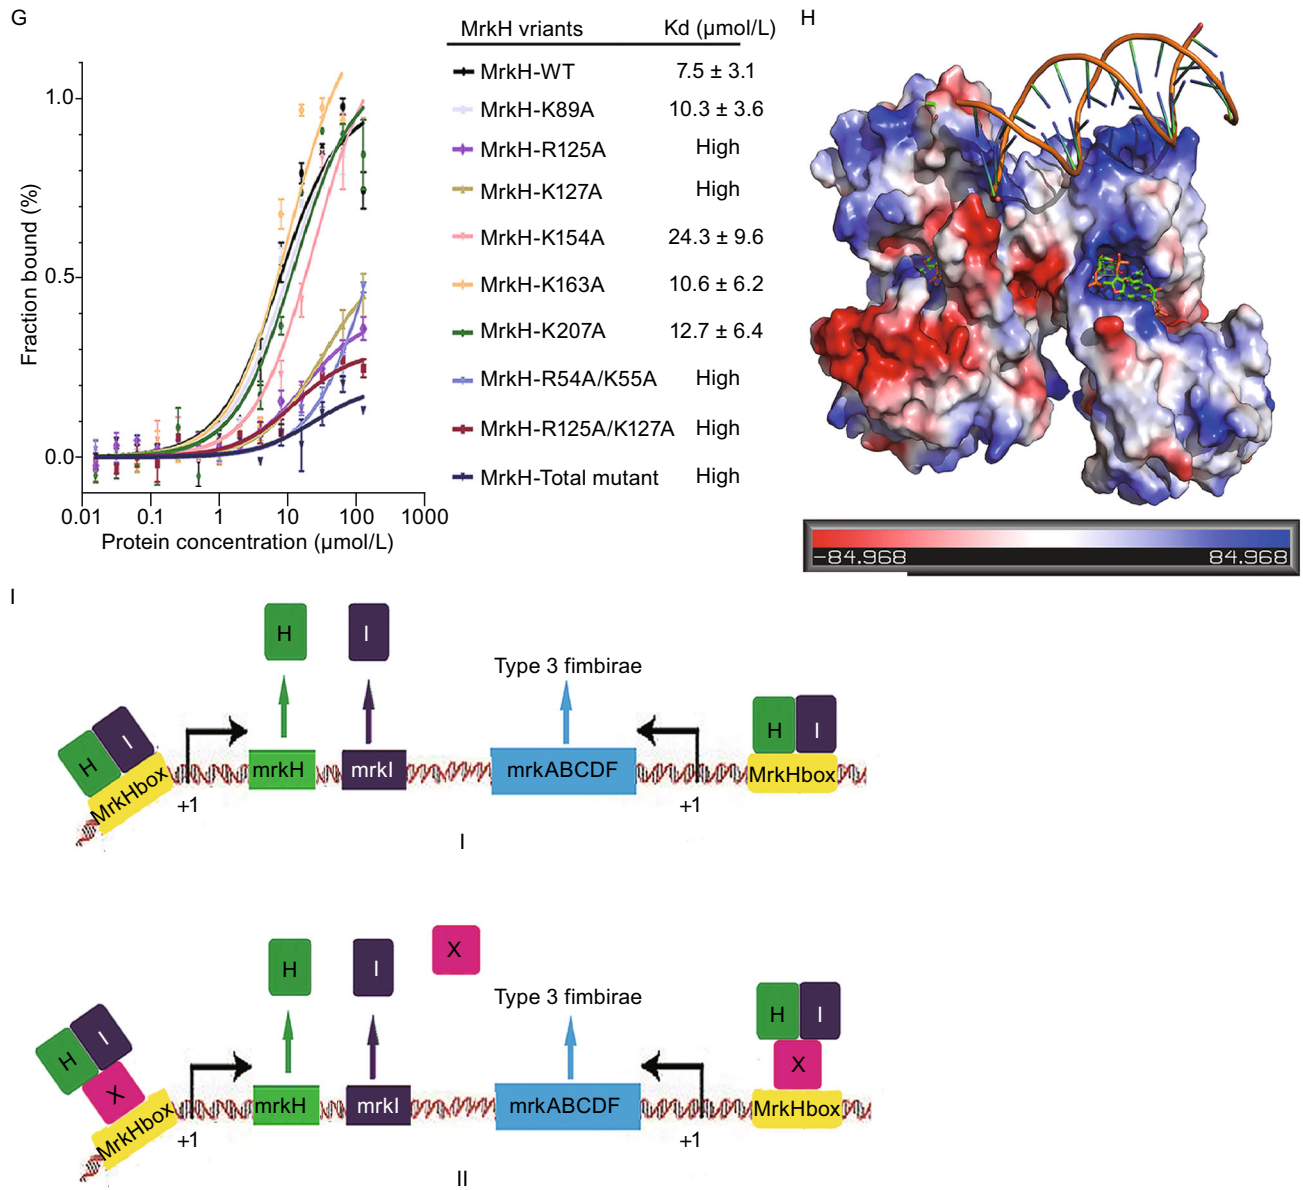 G
MrkH vriants Kd (µmol/L)
MrkH-WT 7.5 ± 3.1
MrkH-K89A 10.3 ± 3.6
MrkH-R125A High
MrkH-K127A High
MrkH-K154A 24.3 ± 9.6
MrkH-K163A 10.6 ± 6.2
MrkH-K207A 12.7 ± 6.4
MrkH-R54A/K55A High
MrkH-R125A/K127A High
MrkH-Total mutant High
Fraction bound (%)
1.0
0.5
0.0
0.01 0.1 1 10 100 1000
Protein concentration (µmol/L)
H
-84.968 84.968
I
H I
Type 3 fimbirae
H I
H I
MrkHbox mrkH mrkI mrkABCDF MrkHbox
+1 +1
I
X
H I
Type 3 fimbirae
H I
H I
X
X
MrkHbox mrkH mrkI mrkABCDF MrkHbox
+1 +1
II